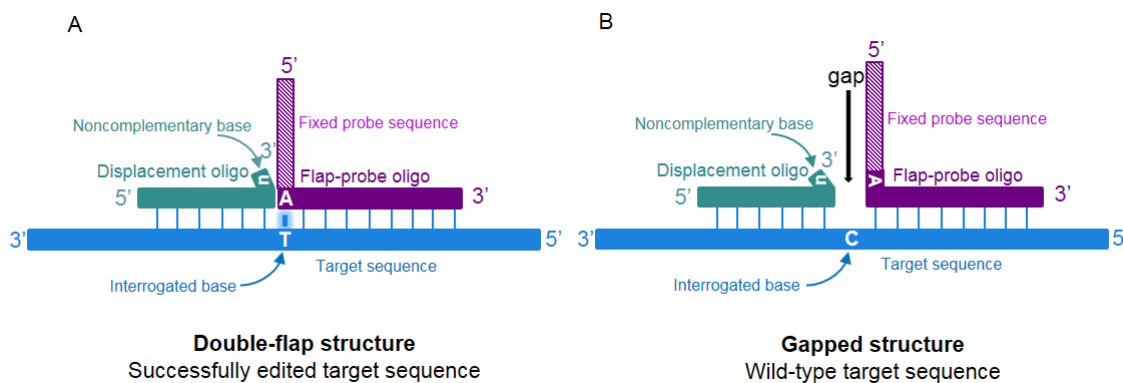 A
5'
Fixed probe sequence
Noncomplementary base
3'
Displacement oligo
U
Flap-probe oligo
5'
A
3'
3'
T
5'
Interrogated base
Target sequence
Double-flap structure
Successfully edited target sequence
B
5'
gap
Fixed probe sequence
Noncomplementary base
3'
Displacement oligo
U
A
Flap-probe oligo
5'
3'
3'
C
5'
Interrogated base
Target sequence
Gapped structure
Wild-type target sequence